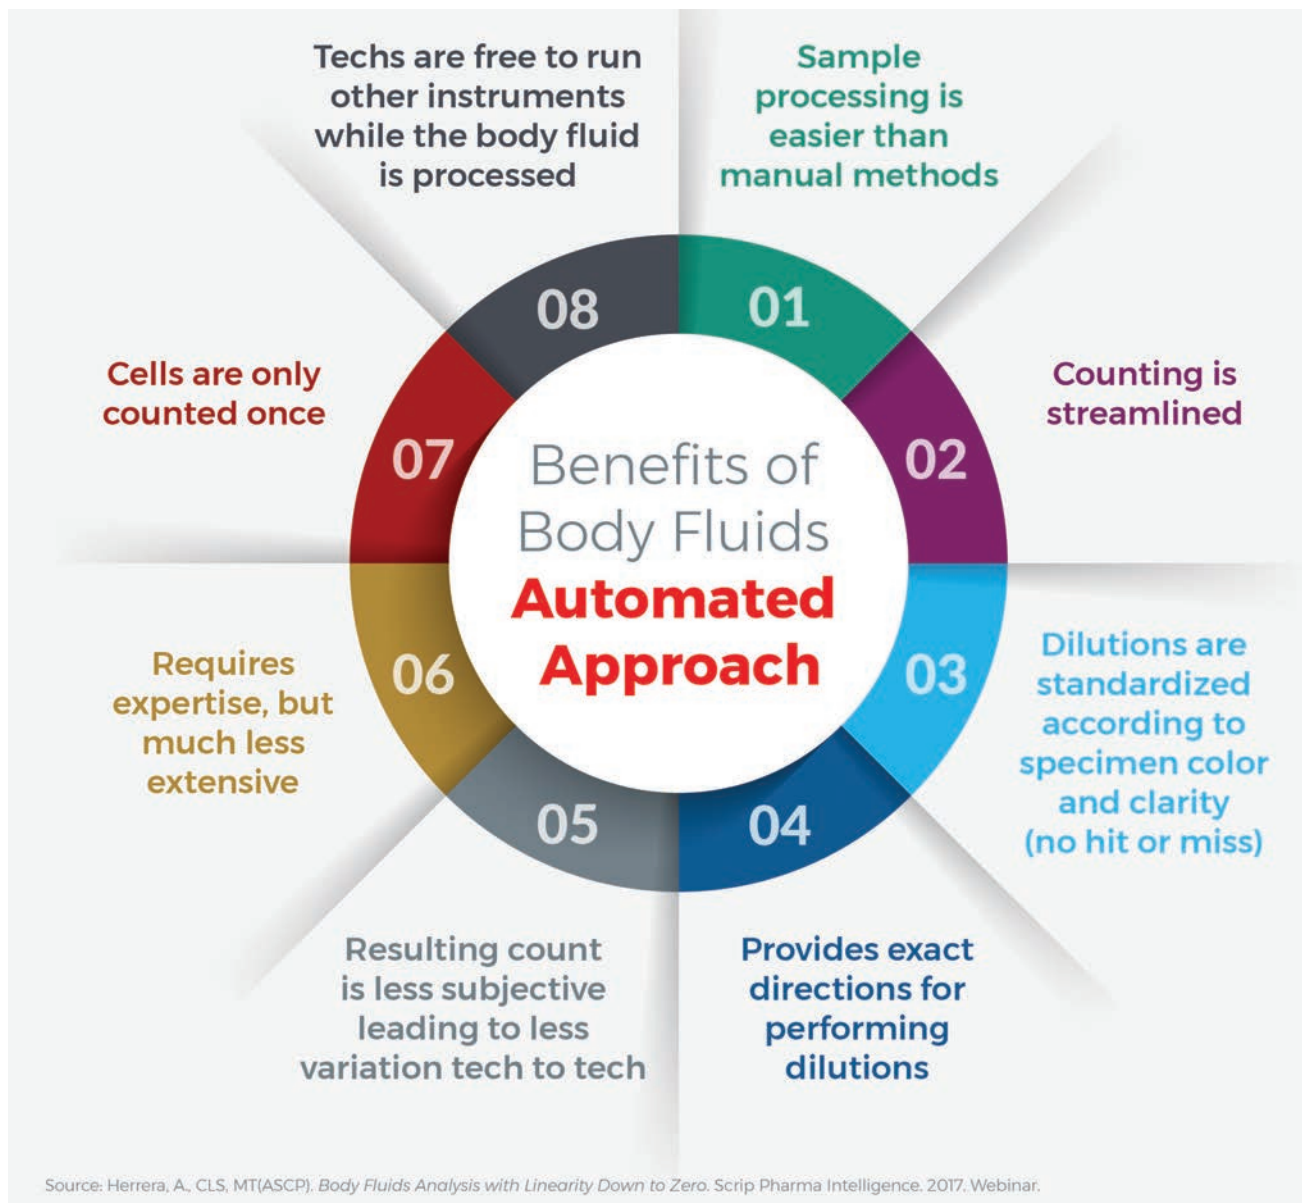 Techs are free to run
other instruments
while the body fluid
is processed
Sample
processing is
easier than
manual methods
08
01
Cells are only
counted once
Counting is
streamlined
07
02
Benefits of
Body Fluids
Automated
Approach
Requires
expertise, but
much less
extensive
06
03
Dilutions are
standardized
according to
specimen color
and clarity
(no hit or miss)
05
04
Resulting count
is less subjective
leading to less
variation tech to tech
Provides exact
directions for
performing
dilutions
Source: Herrera, A., CLS, MT(ASCP). Body Fluids Analysis with Linearity Down to Zero. Scrip Pharma Intelligence. 2017. Webinar.